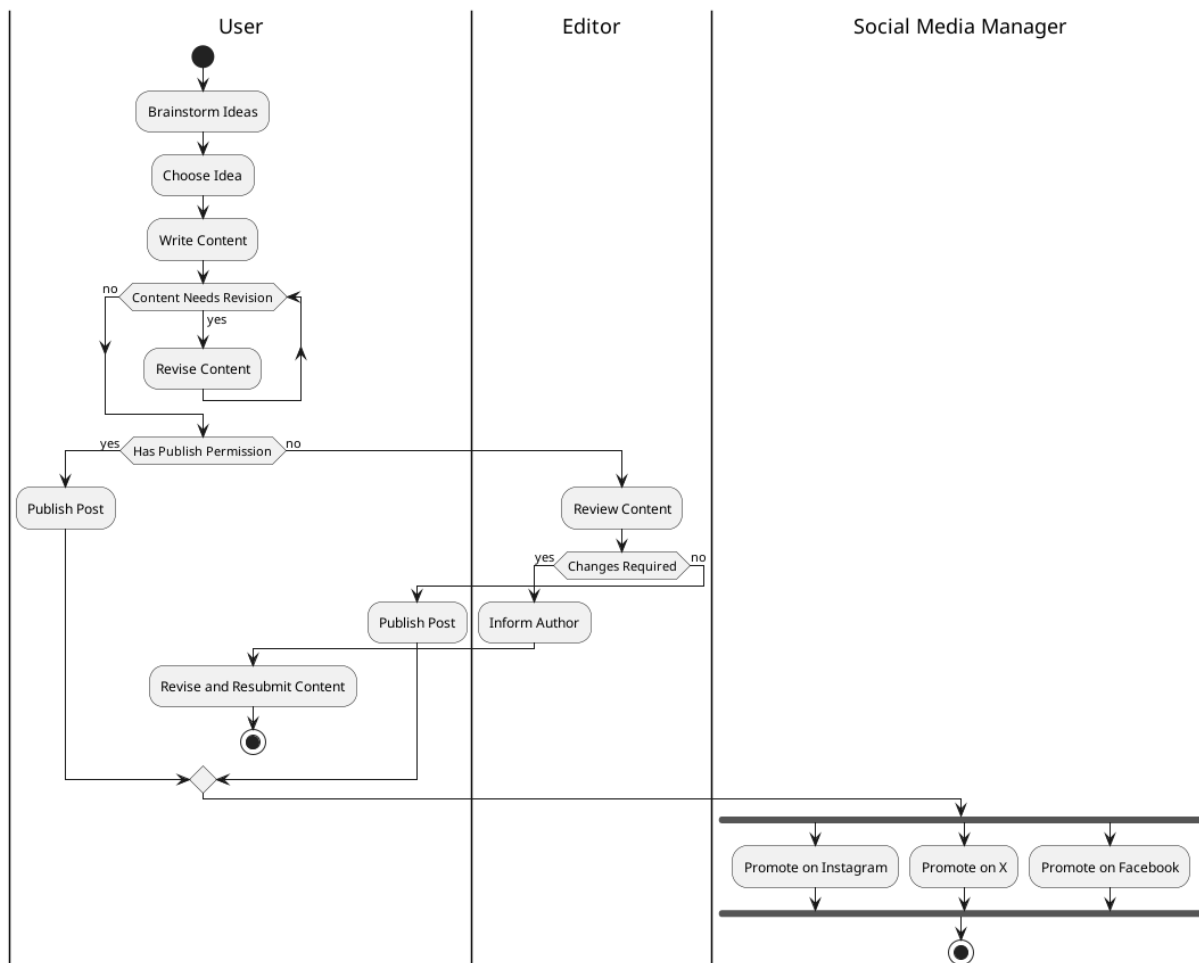 User
Editor
Social Media Manager
Brainstorm Ideas
Choose Idea
Write Content
no
Content Needs Revision
yes
Revise Content
yes
Has Publish Permission
no
Publish Post
Review Content
yes
Changes Required
no
Publish Post
Inform Author
Revise and Resubmit Content
Promote on Instagram
Promote on X
Promote on Facebook